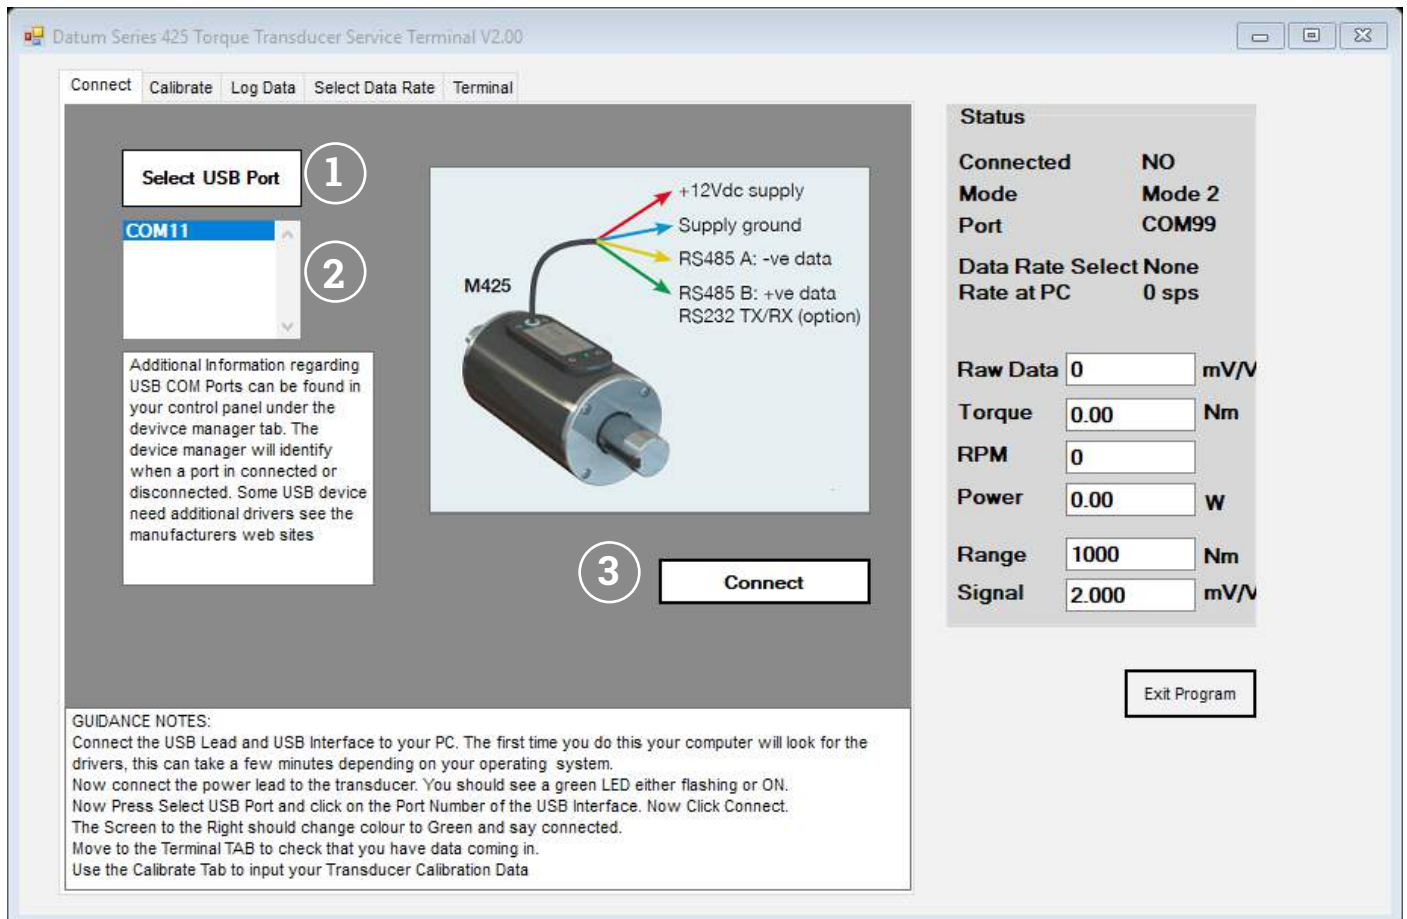 Datum Series 425 Torque Transducer Service Terminal V2.00
Connect Calibrate Log Data Select Data Rate Terminal
Select USB Port 1
COM11
2
Additional Information regarding
USB COM Ports can be found in
your control panel under the
devivce manager tab. The
device manager will identify
when a port in connected or
disconnected. Some USB device
need additional drivers see the
manufacturers web sites
M425
+12Vdc supply
Supply ground
RS485 A: -ve data
RS485 B: +ve data
RS232 TX/RX (option)
3 Connect
GUIDANCE NOTES:
Connect the USB Lead and USB Interface to your PC. The first time you do this your computer will look for the
drivers, this can take a few minutes depending on your operating system.
Now connect the power lead to the transducer. You should see a green LED either flashing or ON.
Now Press Select USB Port and click on the Port Number of the USB Interface. Now Click Connect.
The Screen to the Right should change colour to Green and say connected.
Move to the Terminal TAB to check that you have data coming in.
Use the Calibrate Tab to input your Transducer Calibration Data
Status
Connected NO
Mode Mode 2
Port COM99
Data Rate Select None
Rate at PC 0 sps
Raw Data 0 mV/V
Torque 0.00 Nm
RPM 0
Power 0.00 W
Range 1000 Nm
Signal 2.000 mV/V
Exit Program